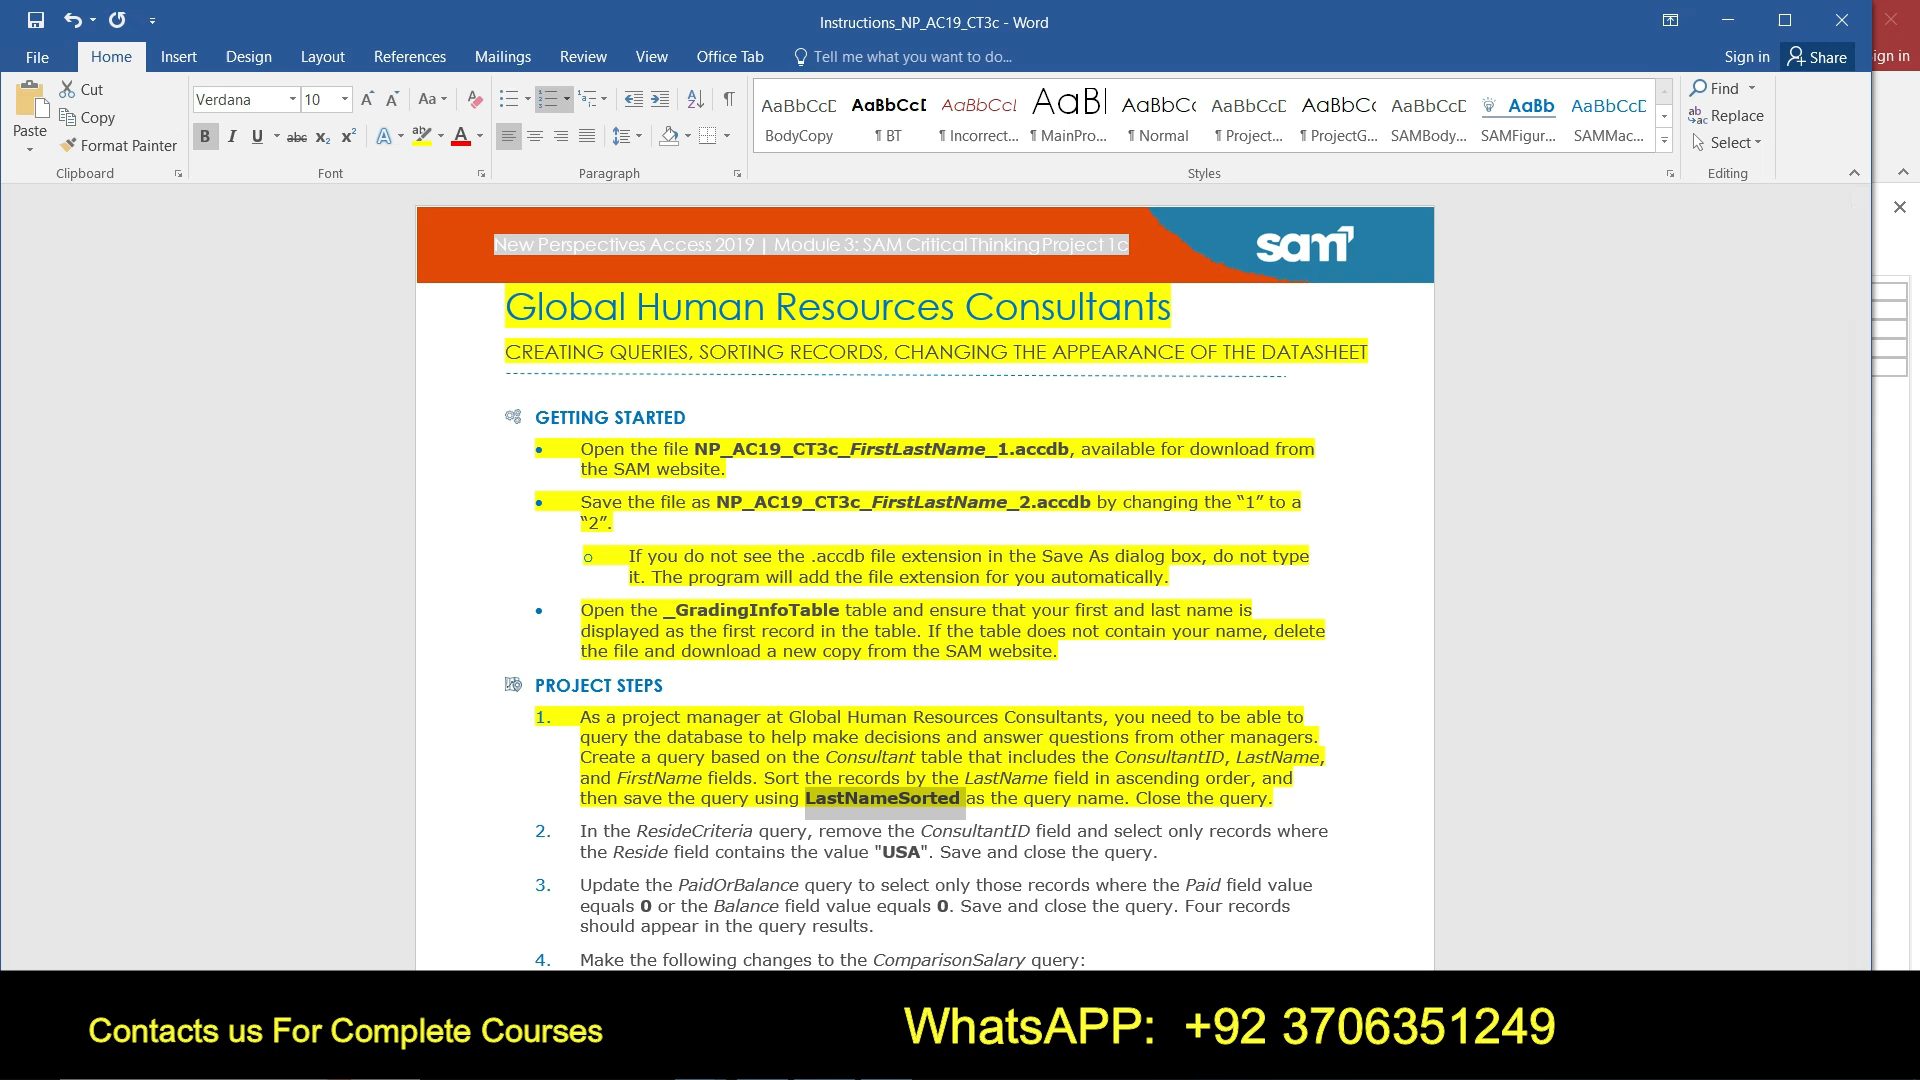 Instructions_NP_AC19_CT3c - Word
File Home Insert Design Layout References Mailings Review View Office Tab Tell me what you want to do... Sign in Share
Paste
Cut
Copy
Format Painter
Clipboard
Verdana 10
Font
Paragraph
AaBbCcD AaBbCcD AaBbCcl AaBl AaBbCc AaBbCcD AaBbCc AaBbCcD AaBb AaBbCcD
BodyCopy ¶ BT ¶ Incorrect... ¶ MainPro... ¶ Normal ¶ Project... ¶ ProjectG... SAMBody... SAMFigur... SAMMac...
Styles
Find
Replace
Select
Editing
New Perspectives Access 2019 | Module 3: SAM Critical Thinking Project 1c
sam
Global Human Resources Consultants
CREATING QUERIES, SORTING RECORDS, CHANGING THE APPEARANCE OF THE DATASHEET
GETTING STARTED
• Open the file NP_AC19_CT3c_FirstLastName_1.accdb, available for download from
the SAM website.
• Save the file as NP_AC19_CT3c_FirstLastName_2.accdb by changing the “1” to a
“2”.
o If you do not see the .accdb file extension in the Save As dialog box, do not type
it. The program will add the file extension for you automatically.
• Open the _GradingInfoTable table and ensure that your first and last name is
displayed as the first record in the table. If the table does not contain your name, delete
the file and download a new copy from the SAM website.
PROJECT STEPS
1. As a project manager at Global Human Resources Consultants, you need to be able to
query the database to help make decisions and answer questions from other managers.
Create a query based on the Consultant table that includes the ConsultantID, LastName,
and FirstName fields. Sort the records by the LastName field in ascending order, and
then save the query using LastNameSorted as the query name. Close the query.
2. In the ResideCriteria query, remove the ConsultantID field and select only records where
the Reside field contains the value "USA". Save and close the query.
3. Update the PaidOrBalance query to select only those records where the Paid field value
equals 0 or the Balance field value equals 0. Save and close the query. Four records
should appear in the query results.
4. Make the following changes to the ComparisonSalary query:
Contacts us For Complete Courses
WhatsAPP: +92 3706351249